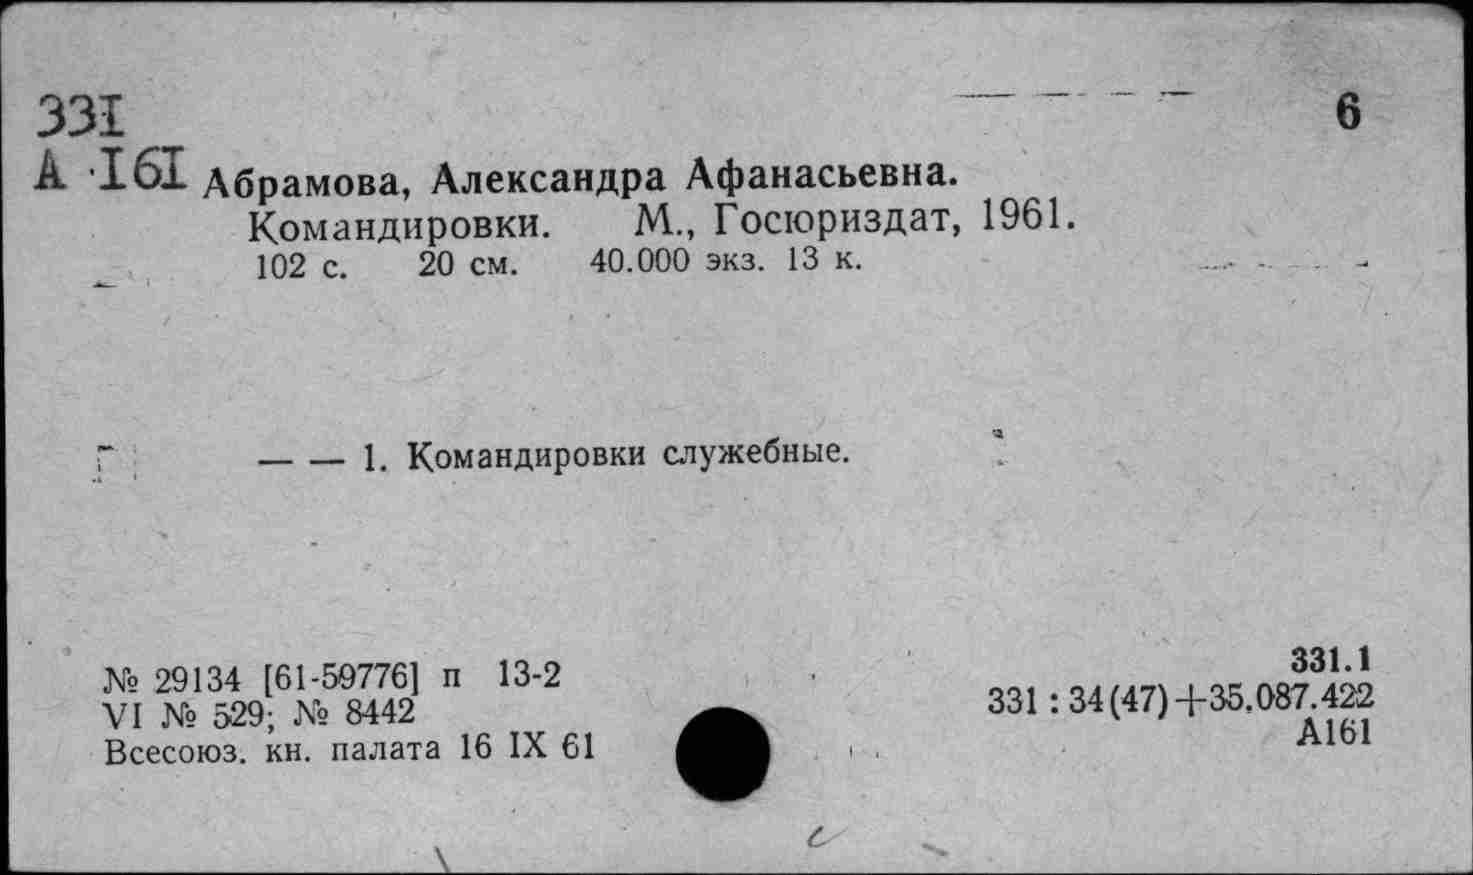 331 6
А 161 Абрамова, Александра Афанасьевна.
Командировки. М., Госюриздат, 1961.
102 с. 20 см. 40.000 экз. 13 к.
— — 1. Командировки служебные.
№ 29134 [61-59776] п 13-2
VI № 529; № 8442
Всесоюз. кн. палата 16 IX 61
331.1
331 : 34(47)+35.087.422
А161